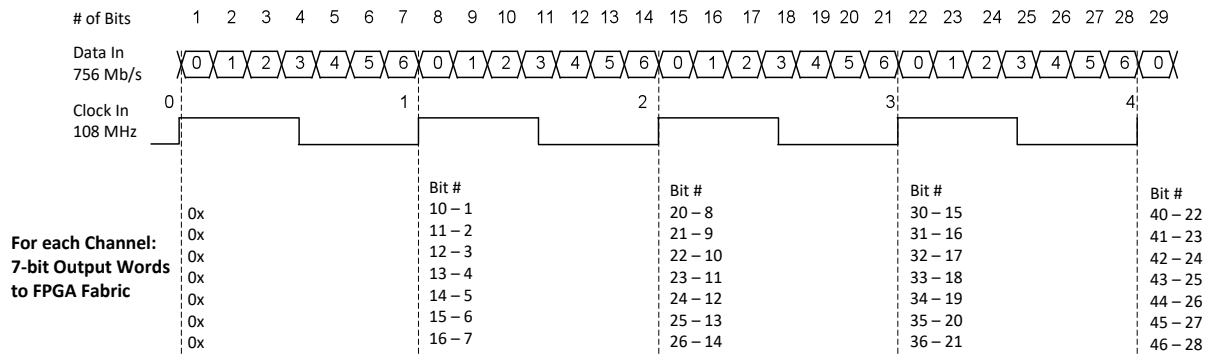 # of Bits 1 2 3 4 5 6 7 8 9 10 11 12 13 14 15 16 17 18 19 20 21 22 23 24 25 26 27 28 29
Data In
756 Mb/s
0 1 2 3 4 5 6 0 1 2 3 4 5 6 0 1 2 3 4 5 6 0 1 2 3 4 5 6 0
0 1 2 3 4
Clock In
108 MHz
For each Channel:
7-bit Output Words
to FPGA Fabric
0x
0x
0x
0x
0x
0x
0x
Bit #
10 – 1
11 – 2
12 – 3
13 – 4
14 – 5
15 – 6
16 – 7
Bit #
20 – 8
21 – 9
22 – 10
23 – 11
24 – 12
25 – 13
26 – 14
Bit #
30 – 15
31 – 16
32 – 17
33 – 18
34 – 19
35 – 20
36 – 21
Bit #
40 – 22
41 – 23
42 – 24
43 – 25
44 – 26
45 – 27
46 – 28